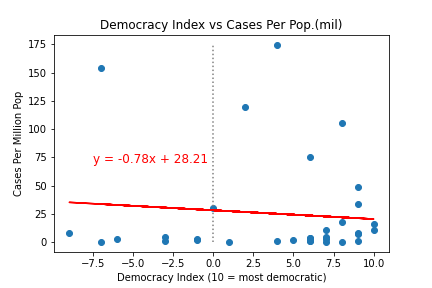 Democracy Index vs Cases Per Pop.(mil)
Cases Per Million Pop
175
150
125
100
75
50
25
0
y = -0.78x + 28.21
−7.5 −5.0 −2.5 0.0 2.5 5.0 7.5 10.0
Democracy Index (10 = most democratic)